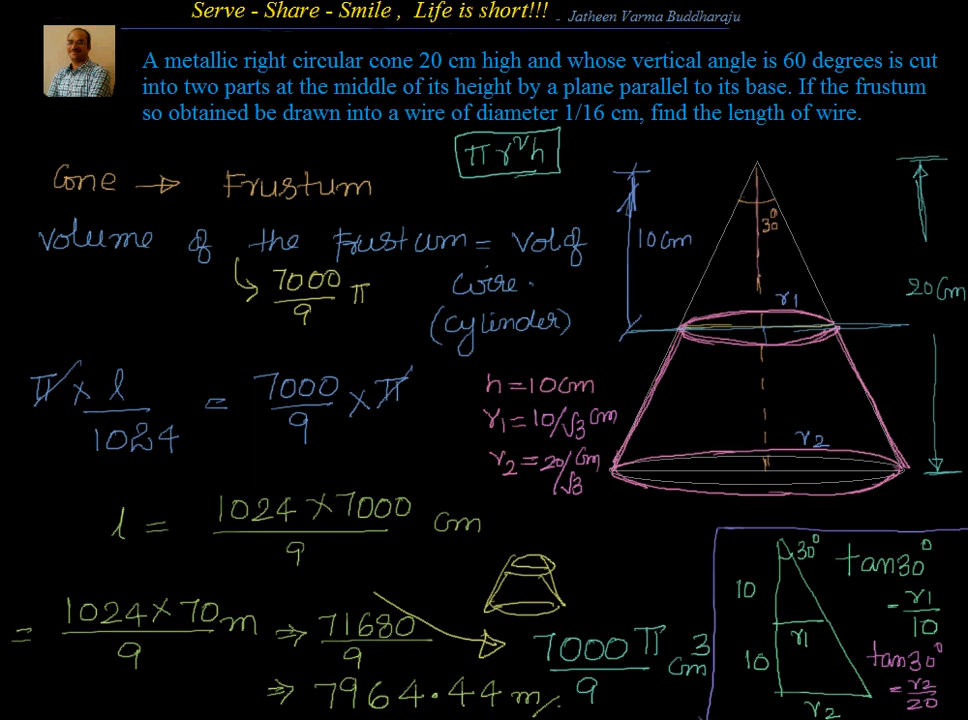 Serve - Share - Smile , Life is short!!! - Jatheen Varma Buddharaju
A metallic right circular cone 20 cm high and whose vertical angle is 60 degrees is cut
into two parts at the middle of its height by a plane parallel to its base. If the frustum
so obtained be drawn into a wire of diameter 1/16 cm, find the length of wire.
πr²h
Cone → Frustum
Volume of the Frustum = Vol of
wire.
(cylinder)
↳ 7000/9 π
π × l/1024 = 7000/9 × π
l = 1024 × 7000/9 cm
= 1024 × 70/9 m ⇒ 71680/9
⇒ 7964.44 m.
7000π/9 cm³
h = 10cm
r1 = 10/√3 cm
r2 = 20/√3 cm
30°
10cm
20cm
r1
r2
30°
10
r1
10
r2
tan30°
= r1/10
tan30°
= r2/20